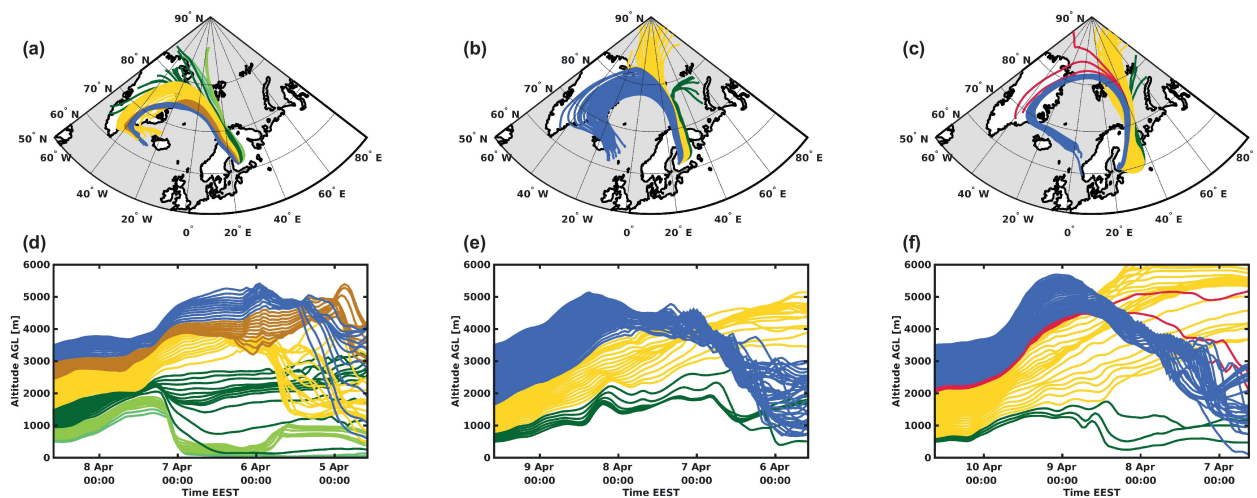 (a)
90° N
80° N
70° N
60° N
50° N
60° W
40° W
20° W
0°
20° E
40° E
60° E
80° E
(b)
90° N
80° N
70° N
60° N
50° N
60° W
40° W
20° W
0°
20° E
40° E
60° E
80° E
(c)
90° N
80° N
70° N
60° N
50° N
60° W
40° W
20° W
0°
20° E
40° E
60° E
80°
(d)
6000
5000
4000
3000
2000
1000
0
Altitude AGL [m]
8 Apr 7 Apr 6 Apr 5 Apr
00:00 00:00 00:00 00:00
Time EEST
(e)
6000
5000
4000
3000
2000
1000
0
Altitude AGL [m]
9 Apr 8 Apr 7 Apr 6 Apr
00:00 00:00 00:00 00:00
Time EEST
(f)
6000
5000
4000
3000
2000
1000
0
Altitude AGL [m]
10 Apr 9 Apr 8 Apr 7 Apr
00:00 00:00 00:00 00:00
Time EEST